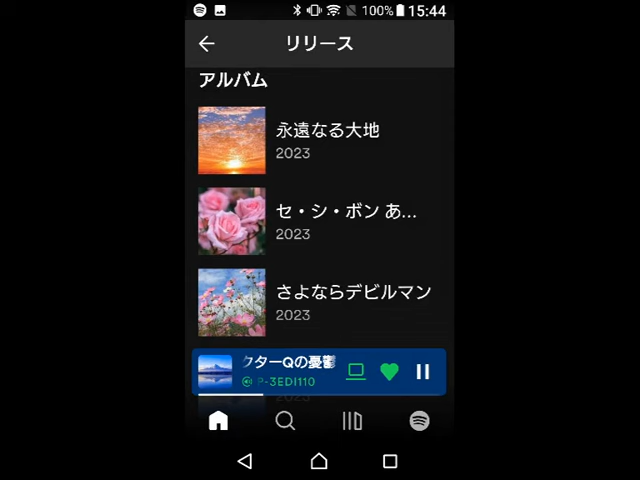 100% 15:44
リリース
アルバム
永遠なる大地
2023
セ・シ・ボン あ...
2023
さよならデビルマン
2023
クターQの憂鬱
P-3EDI110
2023